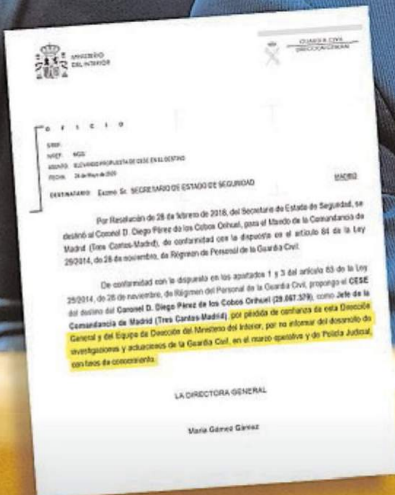 MINISTERIO
DEL INTERIOR
GUARDIA CIVIL
DIRECCIÓN GENERAL
O F I C I O
S/REF.
N/REF.
ASUNTO: ELEVANDO PROPUESTA DE CESE EN EL DESTINO
FECHA: 24 de Mayo de 2020
DESTINATARIO: Excmo. Sr. SECRETARIO DE ESTADO DE SEGURIDAD
MADRID
Por Resolución de 28 de febrero de 2018, del Secretario de Estado de Seguridad, se
destinó al Coronel D. Diego Pérez de los Cobos Orihuel, para el Mando de la Comandancia de
Madrid (Tres Cantos-Madrid), de conformidad con lo dispuesto en el artículo 84 de la Ley
29/2014, de 28 de noviembre, de Régimen de Personal de la Guardia Civil.
De conformidad con lo dispuesto en los apartados 1 y 3 del artículo 83 de la Ley
29/2014, de 28 de noviembre, de Régimen del Personal de la Guardia Civil, propongo el CESE
del destino del Coronel D. Diego Pérez de los Cobos Orihuel (29.067.379), como Jefe de la
Comandancia de Madrid (Tres Cantos-Madrid), por pérdida de confianza de esta Dirección
General y del Equipo de Dirección del Ministerio del Interior, por no informar del desarrollo de
investigaciones y actuaciones de la Guardia Civil, en el marco operativo y de Policía Judicial,
con fines de conocimiento.
LA DIRECTORA GENERAL
María Gámez Gámez